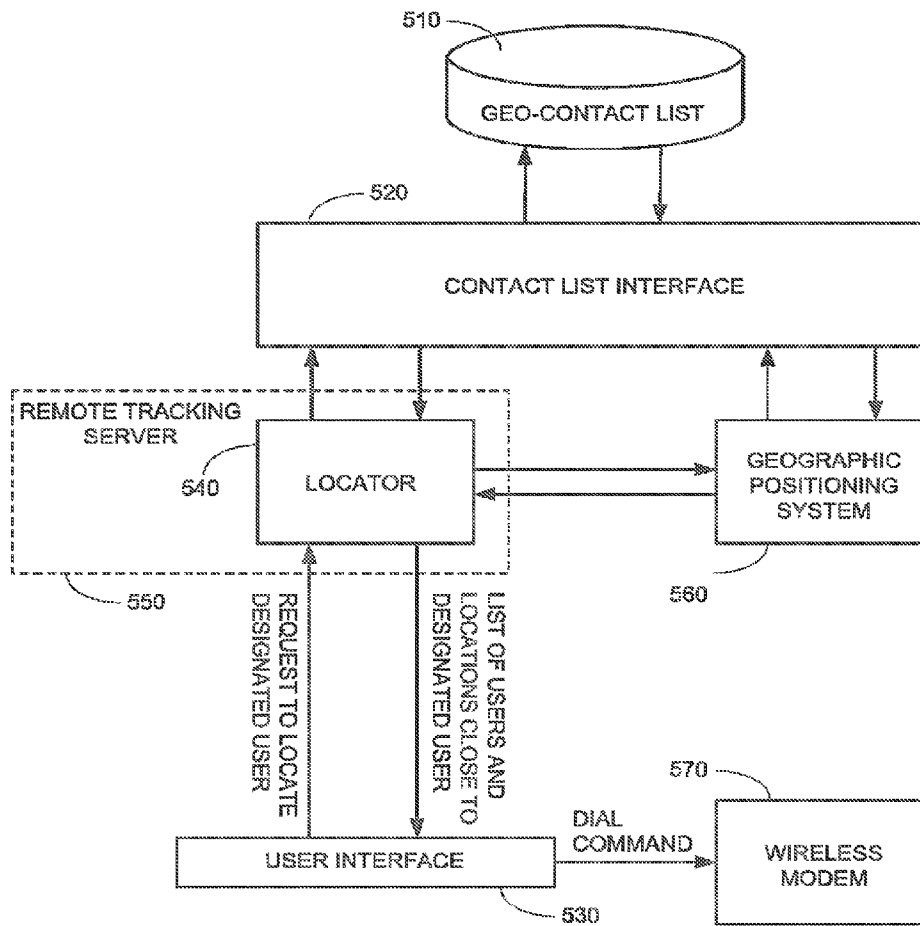 510
GEO-CONTACT LIST
520
CONTACT LIST INTERFACE
REMOTE TRACKING
SERVER
540
LOCATOR
GEOGRAPHIC
POSITIONING
SYSTEM
550
560
REQUEST TO LOCATE
DESIGNATED USER
LIST OF USERS AND
LOCATIONS CLOSE TO
DESIGNATED USER
570
DIAL
COMMAND
USER INTERFACE
WIRELESS
MODEM
530